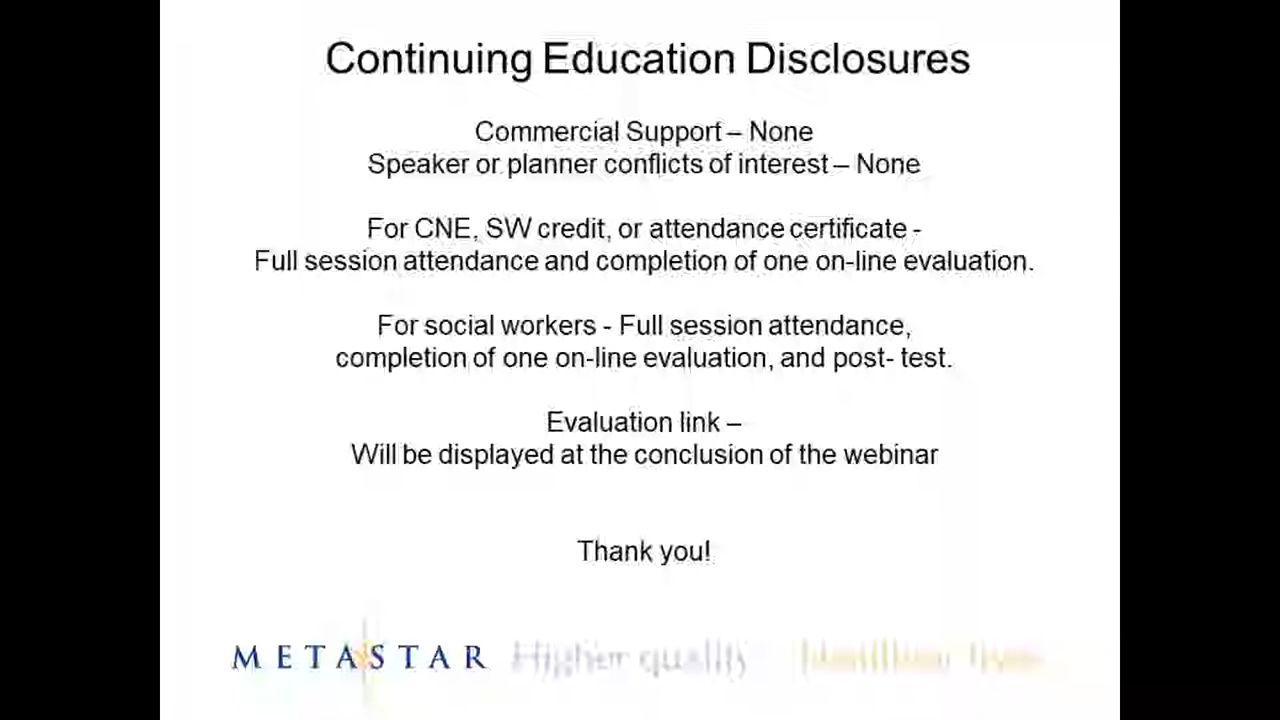 Continuing Education Disclosures
Commercial Support – None
Speaker or planner conflicts of interest – None
For CNE, SW credit, or attendance certificate -
Full session attendance and completion of one on-line evaluation.
For social workers - Full session attendance,
completion of one on-line evaluation, and post- test.
Evaluation link –
Will be displayed at the conclusion of the webinar
Thank you!
METASTAR Higher quality